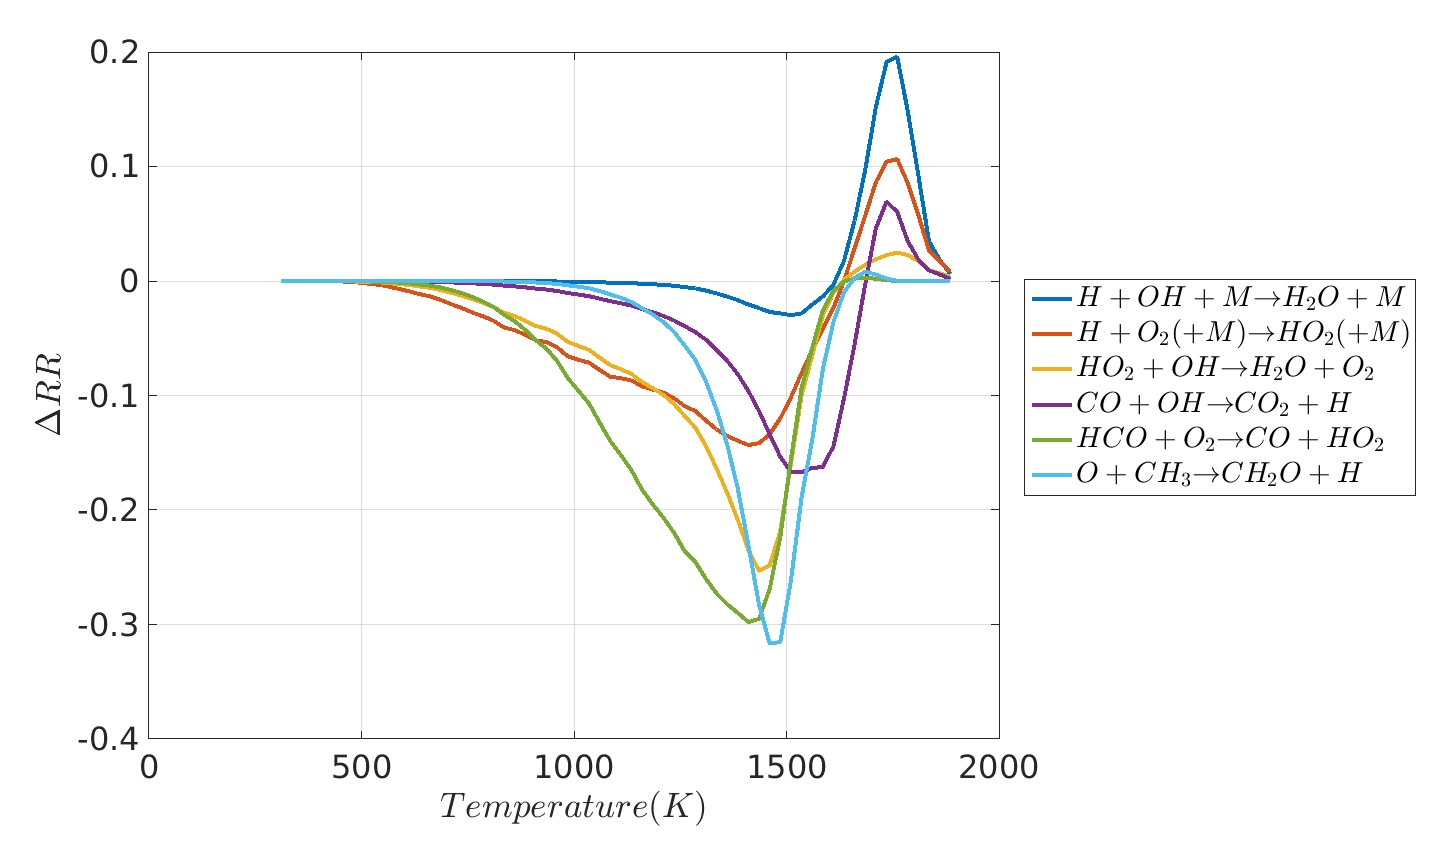 0.2
0.1
0
-0.1
-0.2
-0.3
-0.4
ΔRR
0 500 1000 1500 2000
Temperature(K)
H + OH + M→H₂O + M
H + O₂(+M)→HO₂(+M)
HO₂ + OH→H₂O + O₂
CO + OH→CO₂ + H
HCO + O₂→CO + HO₂
O + CH₃→CH₂O + H